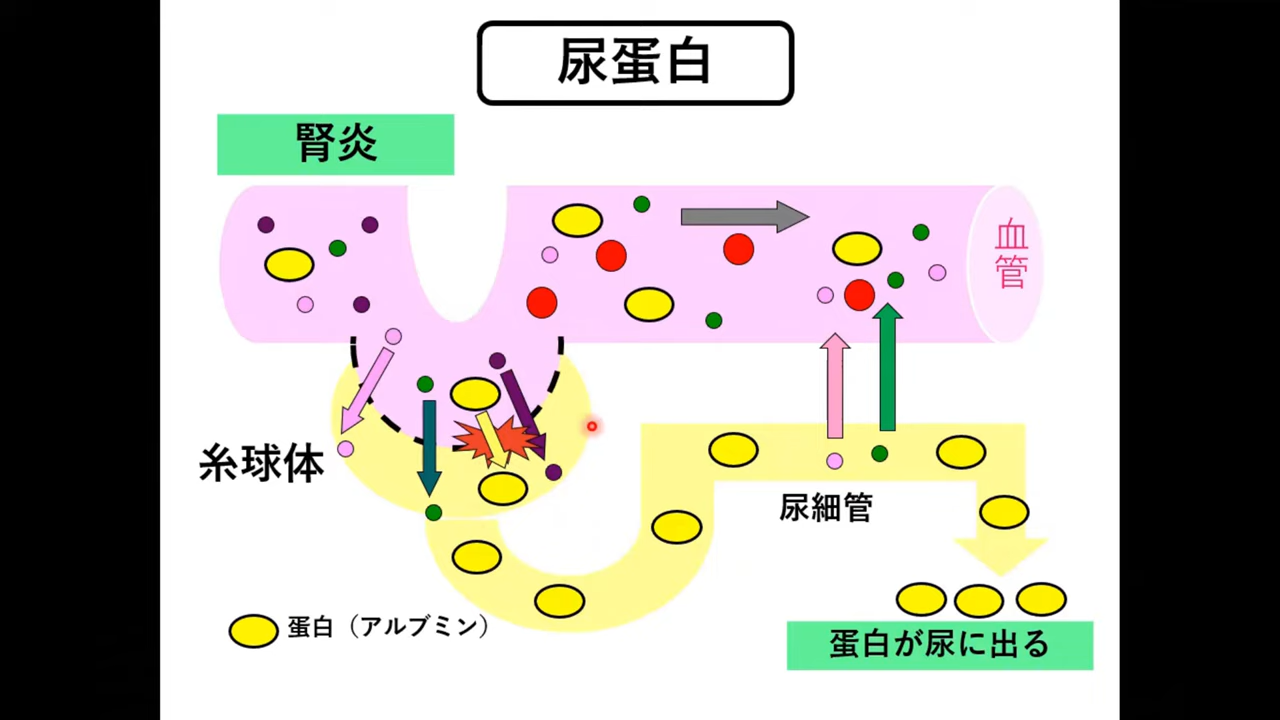 尿蛋白
腎炎
血管
糸球体
尿細管
蛋白（アルブミン）
蛋白が尿に出る